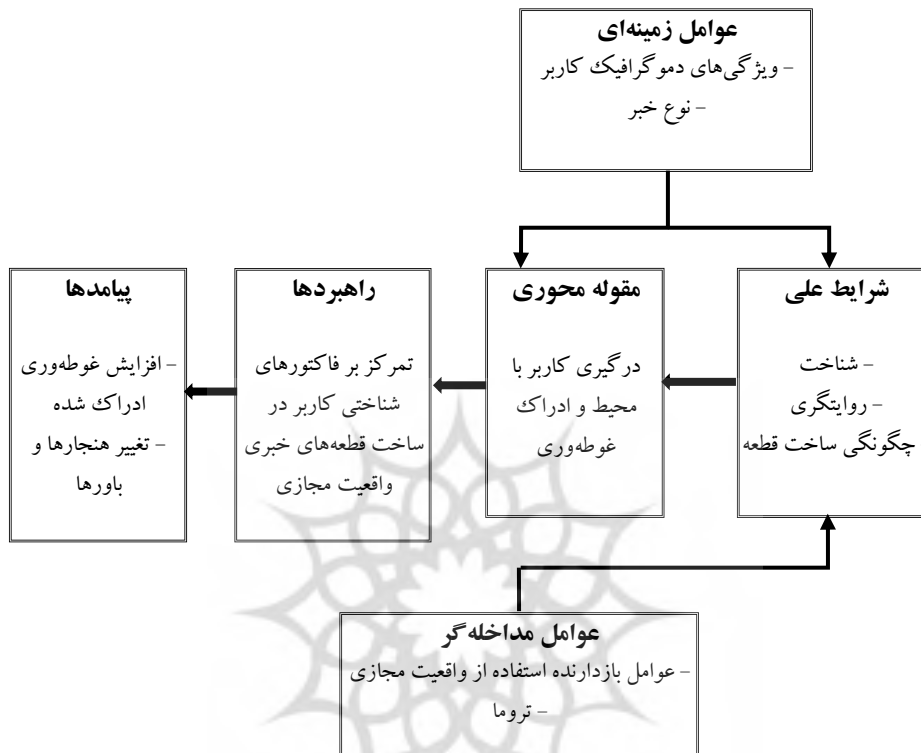 عوامل زمینه‌ای
- ویژگی‌های دموگرافیک کاربر
- نوع خبر
شرایط علی
- شناخت
- روایتگری
چگونگی ساخت قطعه
مقوله محوری
درگیری کاربر با
محیط و ادراک
غوطه‌وری
راهبردها
تمرکز بر فاکتورهای
شناختی کاربر در
ساخت قطعه‌های خبری
واقعیت مجازی
پیامدها
- افزایش غوطه‌وری
ادراک شده
- تغییر هنجارها و
باورها
عوامل مداخله‌گر
- عوامل بازدارنده استفاده از واقعیت مجازی
- تروما